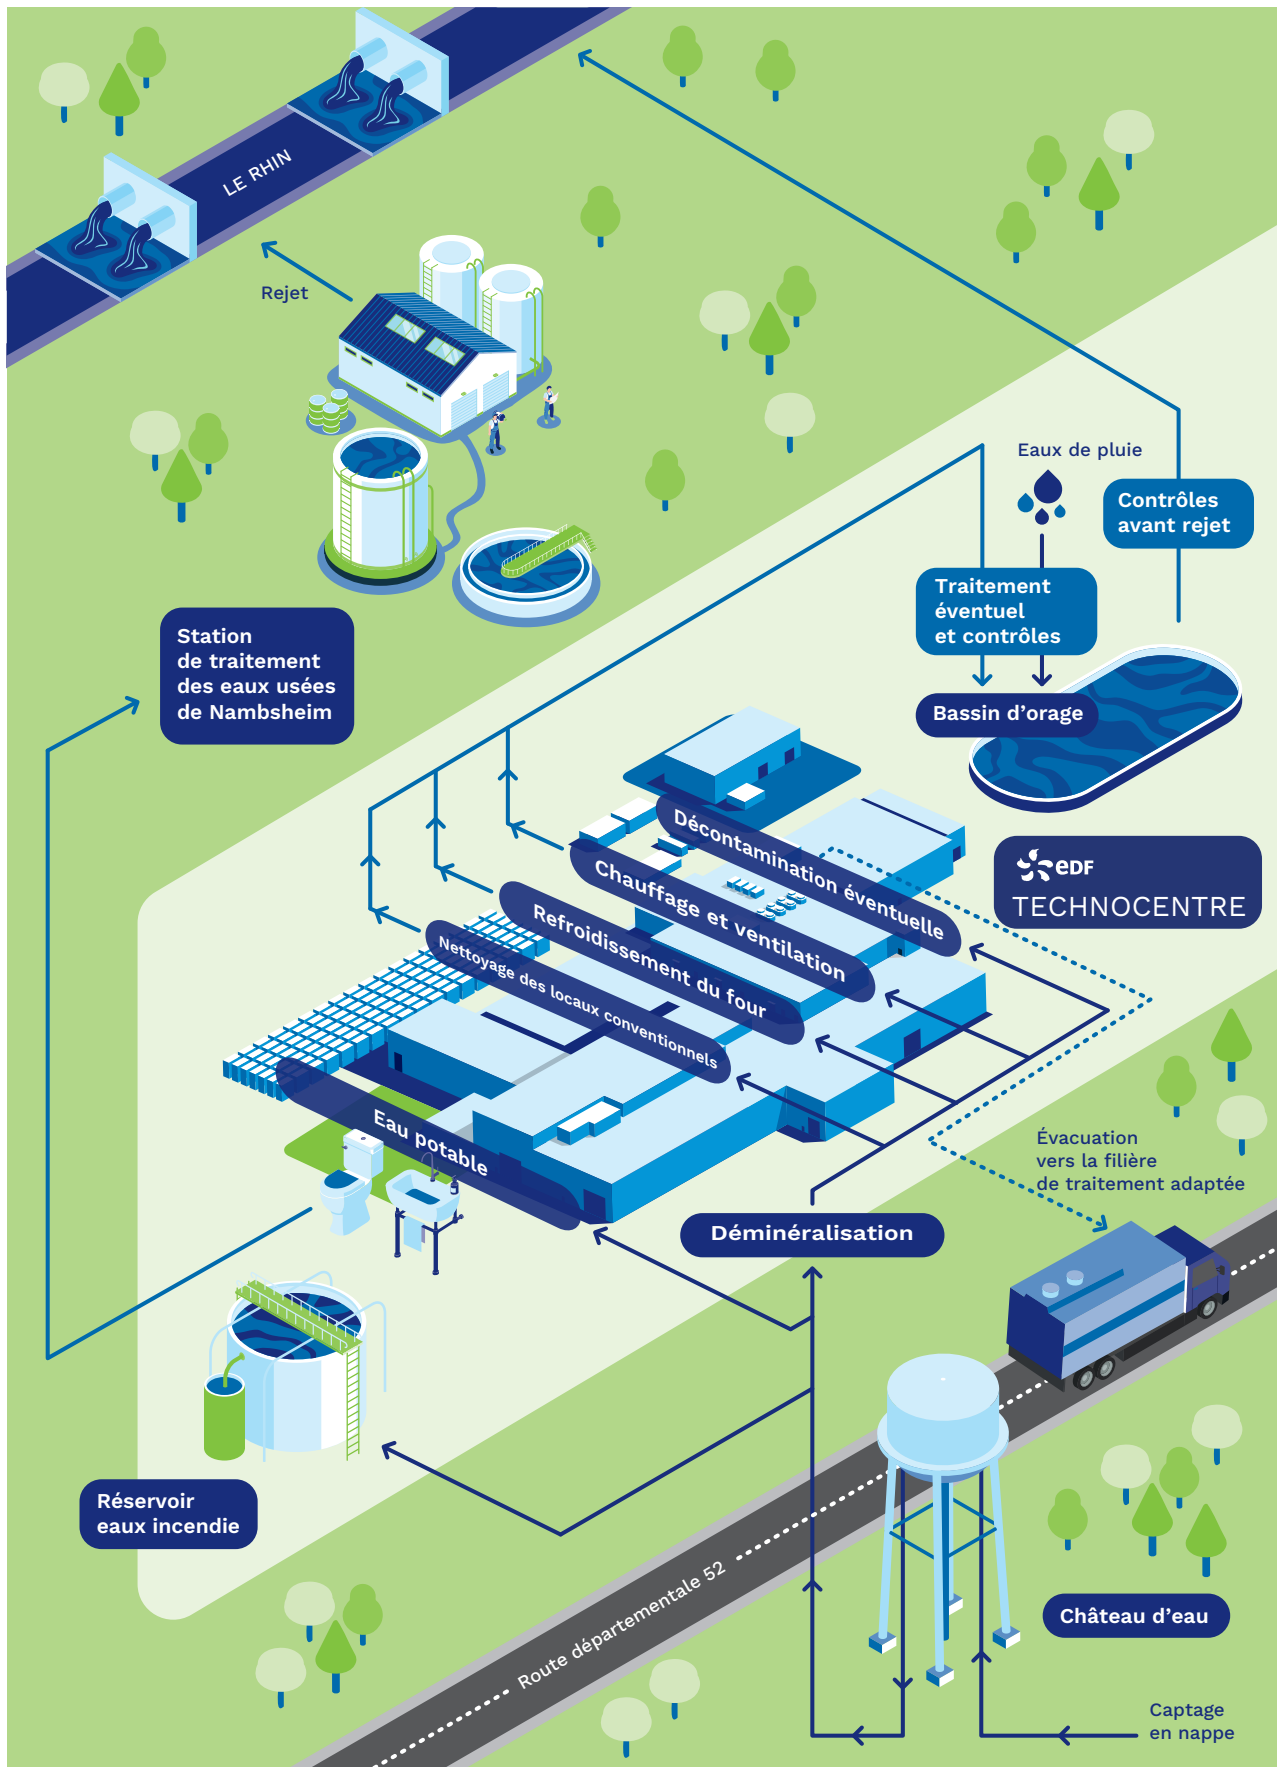 LE RHIN
Rejet
Eaux de pluie
Contrôles
avant rejet
Traitement
éventuel
et contrôles
Station
de traitement
des eaux usées
de Nambsheim
Bassin d’orage
Décontamination éventuelle
eDF
TECHNOCENTRE
Chauffage et ventilation
Refroidissement du four
Nettoyage des locaux conventionnels
Eau potable
Évacuation
vers la filière
de traitement adaptée
Déminéralisation
Réservoir
eaux incendie
Route départementale 52
Château d’eau
Captage
en nappe